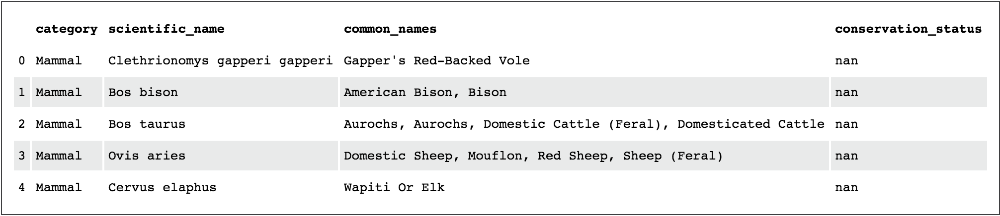 category scientific_name common_names conservation_status
0 Mammal Clethrionomys gapperi gapperi Gapper's Red-Backed Vole nan
1 Mammal Bos bison American Bison, Bison nan
2 Mammal Bos taurus Aurochs, Aurochs, Domestic Cattle (Feral), Domesticated Cattle nan
3 Mammal Ovis aries Domestic Sheep, Mouflon, Red Sheep, Sheep (Feral) nan
4 Mammal Cervus elaphus Wapiti Or Elk nan